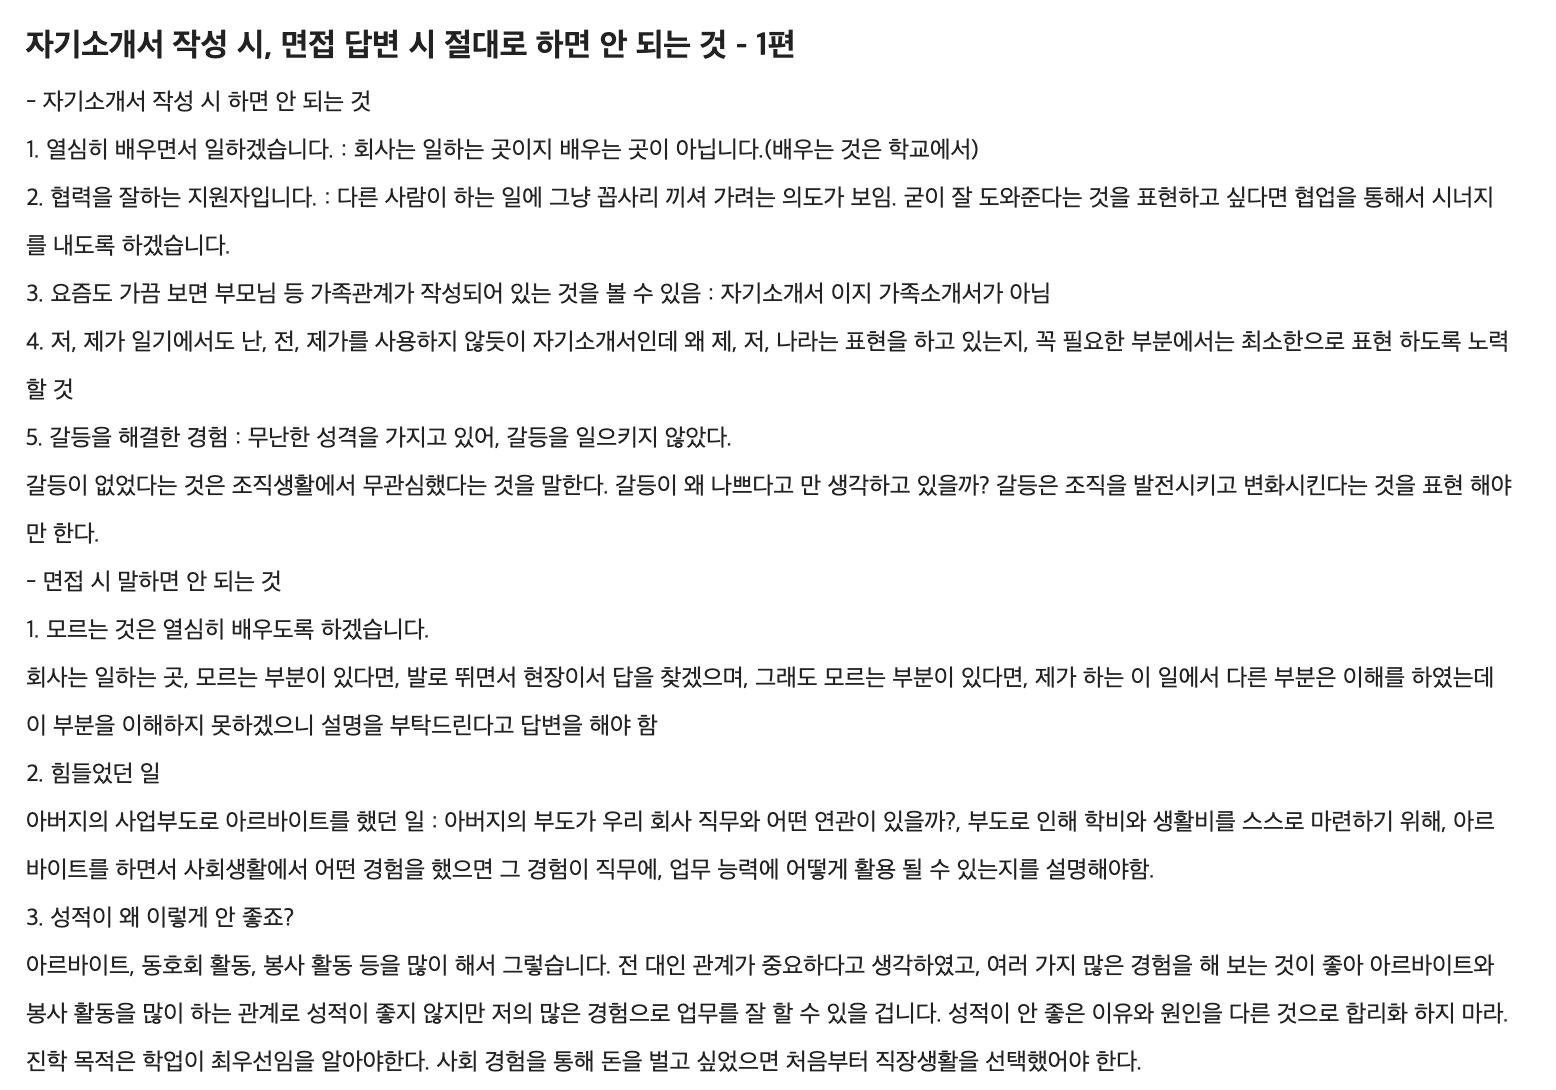 자기소개서 작성 시, 면접 답변 시 절대로 하면 안 되는 것 - 1편
- 자기소개서 작성 시 하면 안 되는 것
1. 열심히 배우면서 일하겠습니다. : 회사는 일하는 곳이지 배우는 곳이 아닙니다.(배우는 것은 학교에서)
2. 협력을 잘하는 지원자입니다. : 다른 사람이 하는 일에 그냥 꼽사리 끼셔 가려는 의도가 보임. 굳이 잘 도와준다는 것을 표현하고 싶다면 협업을 통해서 시너지
를 내도록 하겠습니다.
3. 요즘도 가끔 보면 부모님 등 가족관계가 작성되어 있는 것을 볼 수 있음 : 자기소개서 이지 가족소개서가 아님
4. 저, 제가 일기에서도 난, 전, 제가를 사용하지 않듯이 자기소개서인데 왜 제, 저, 나라는 표현을 하고 있는지, 꼭 필요한 부분에서는 최소한으로 표현 하도록 노력
할 것
5. 갈등을 해결한 경험 : 무난한 성격을 가지고 있어, 갈등을 일으키지 않았다.
갈등이 없었다는 것은 조직생활에서 무관심했다는 것을 말한다. 갈등이 왜 나쁘다고 만 생각하고 있을까? 갈등은 조직을 발전시키고 변화시킨다는 것을 표현 해야
만 한다.
- 면접 시 말하면 안 되는 것
1. 모르는 것은 열심히 배우도록 하겠습니다.
회사는 일하는 곳, 모르는 부분이 있다면, 발로 뛰면서 현장이서 답을 찾겠으며, 그래도 모르는 부분이 있다면, 제가 하는 이 일에서 다른 부분은 이해를 하였는데
이 부분을 이해하지 못하겠으니 설명을 부탁드린다고 답변을 해야 함
2. 힘들었던 일
아버지의 사업부도로 아르바이트를 했던 일 : 아버지의 부도가 우리 회사 직무와 어떤 연관이 있을까?, 부도로 인해 학비와 생활비를 스스로 마련하기 위해, 아르
바이트를 하면서 사회생활에서 어떤 경험을 했으면 그 경험이 직무에, 업무 능력에 어떻게 활용 될 수 있는지를 설명해야함.
3. 성적이 왜 이렇게 안 좋죠?
아르바이트, 동호회 활동, 봉사 활동 등을 많이 해서 그렇습니다. 전 대인 관계가 중요하다고 생각하였고, 여러 가지 많은 경험을 해 보는 것이 좋아 아르바이트와
봉사 활동을 많이 하는 관계로 성적이 좋지 않지만 저의 많은 경험으로 업무를 잘 할 수 있을 겁니다. 성적이 안 좋은 이유와 원인을 다른 것으로 합리화 하지 마라.
진학 목적은 학업이 최우선임을 알아야한다. 사회 경험을 통해 돈을 벌고 싶었으면 처음부터 직장생활을 선택했어야 한다.